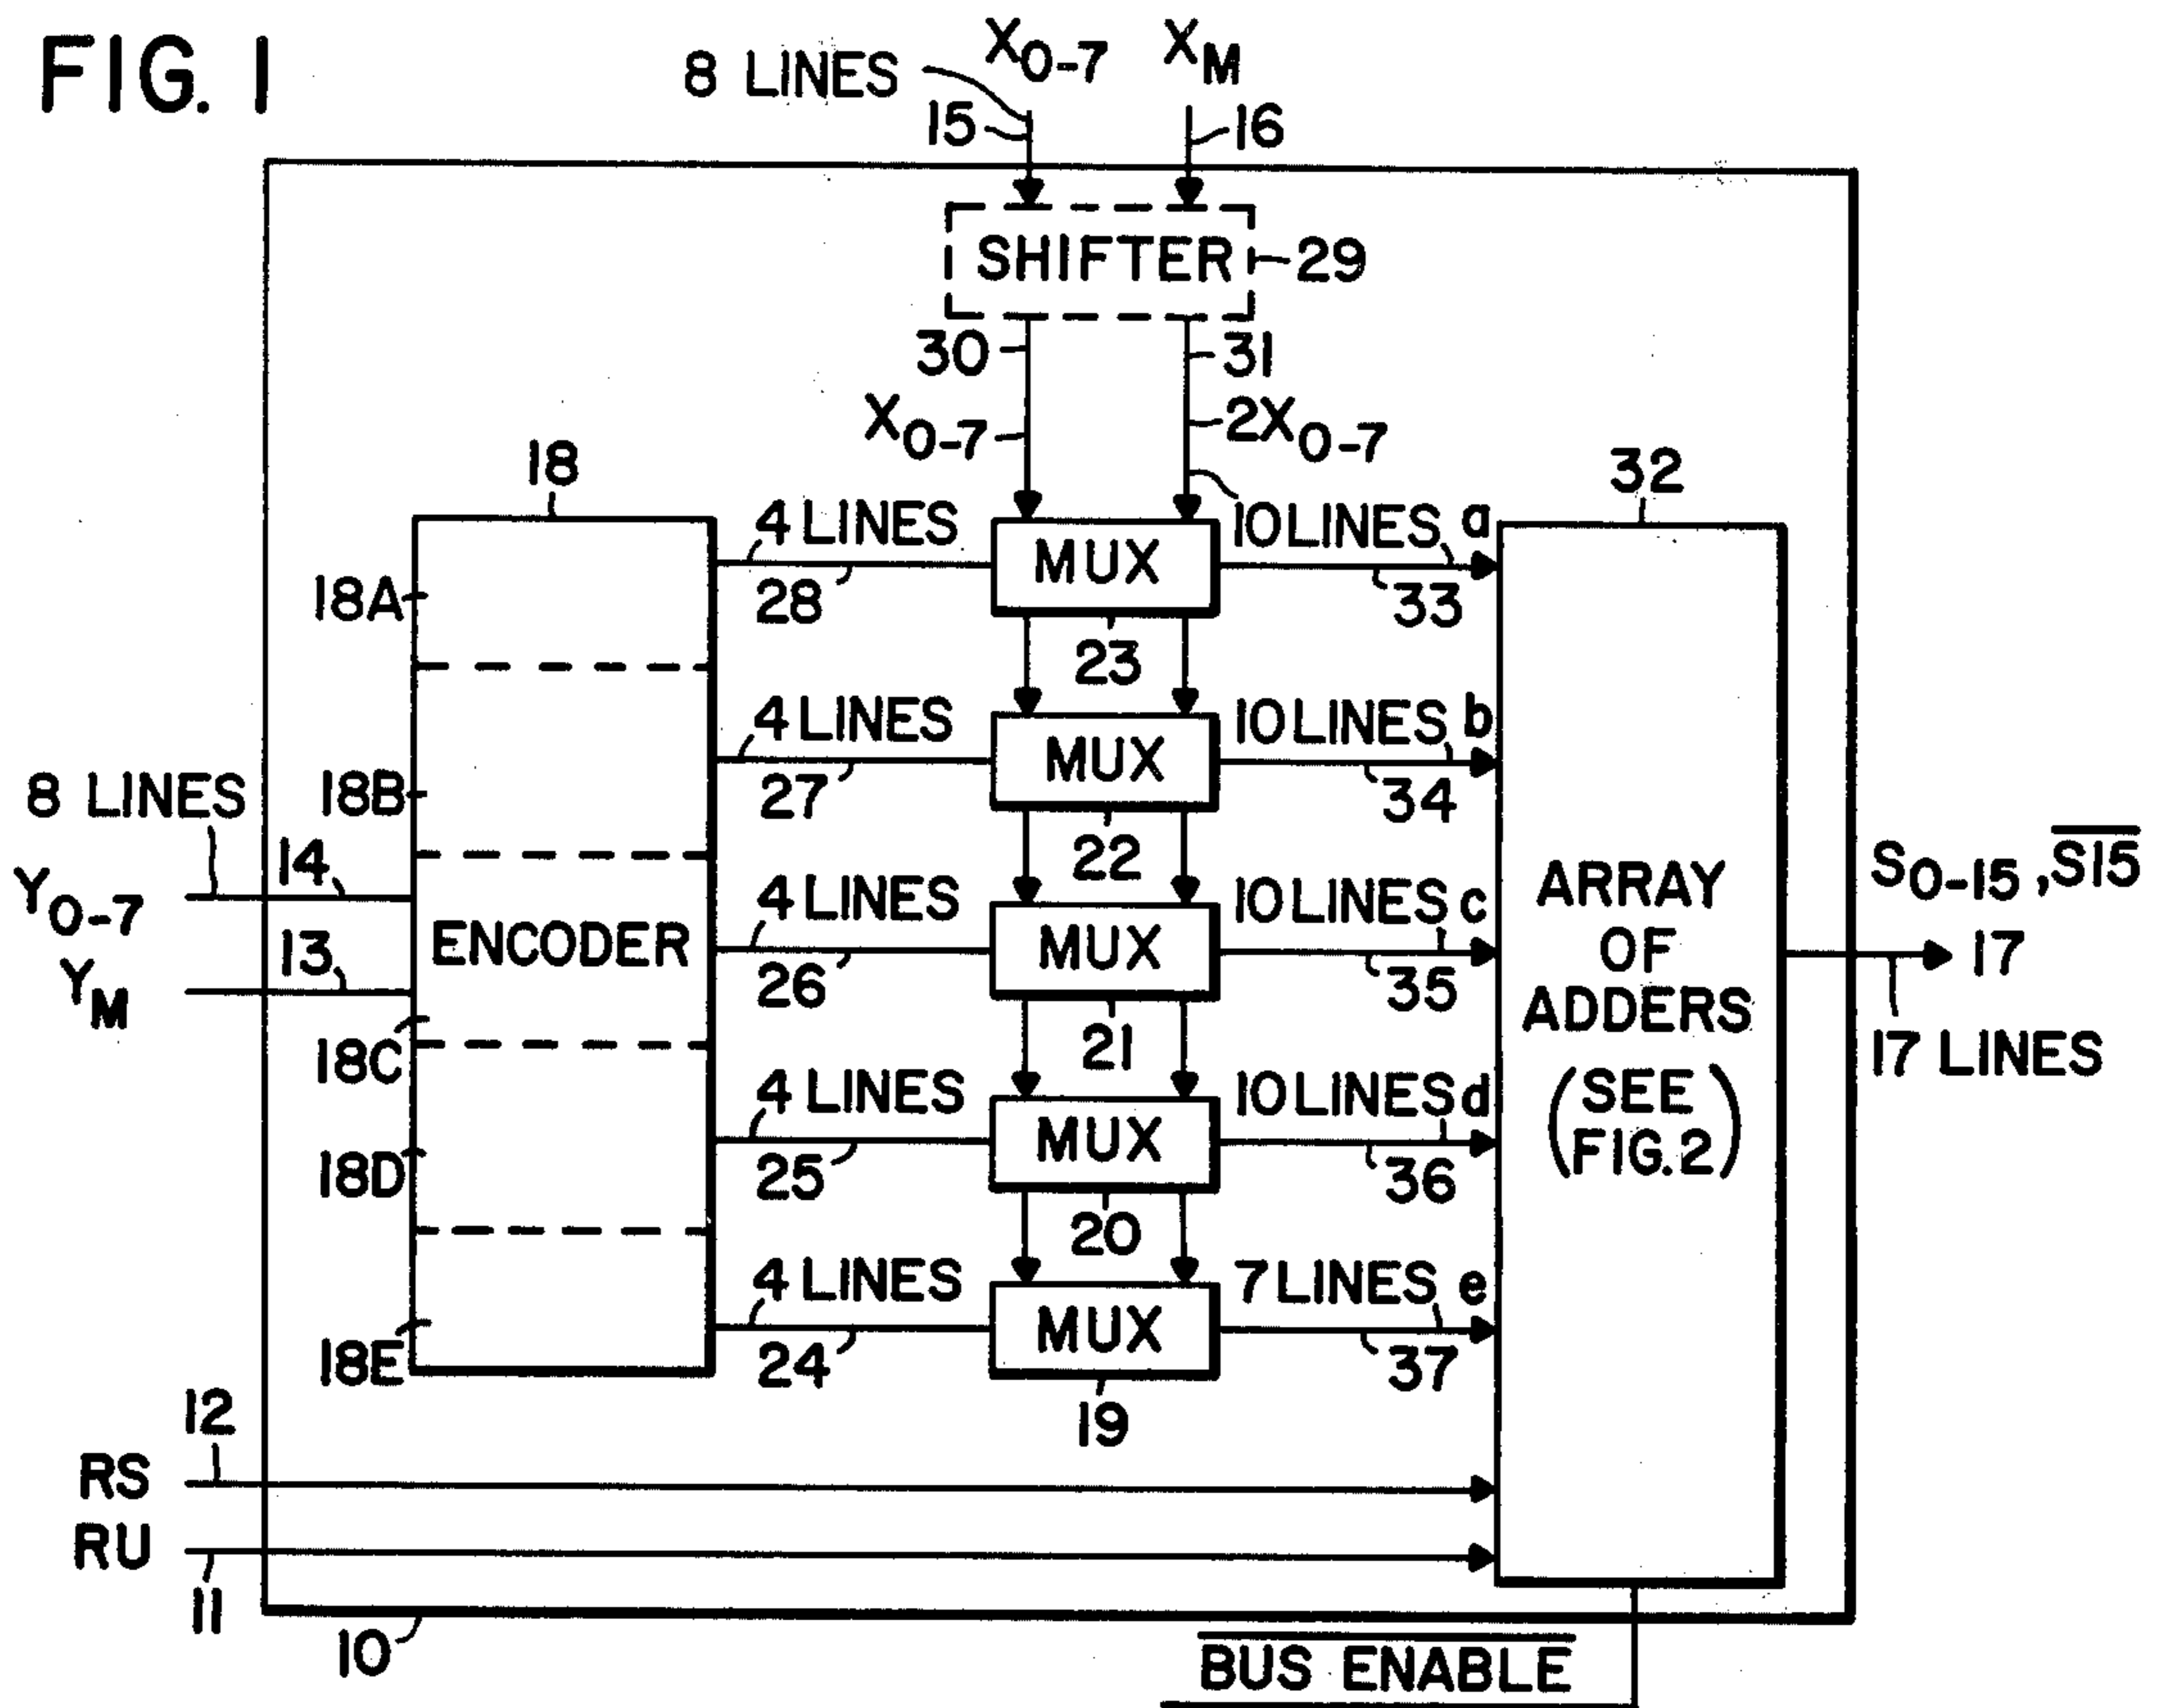 FIG. 1
8 LINES
X0-7
XM
15
16
SHIFTER
29
30
31
X0-7
2X0-7
18
32
4 LINES
28
MUX
23
10 LINES a
33
18A
4 LINES
27
MUX
22
10 LINES b
34
18B
8 LINES
Y0-7
14
YM
13
ENCODER
4 LINES
26
MUX
21
10 LINES c
35
18C
ARRAY
OF
ADDERS
(SEE
FIG. 2)
S0-15, S̅1̅5̅
17
17 LINES
4 LINES
25
MUX
20
10 LINES d
36
18D
4 LINES
24
MUX
19
7 LINES e
37
18E
12
RS
RU
11
10
B̅U̅S̅ E̅N̅A̅B̅L̅E̅